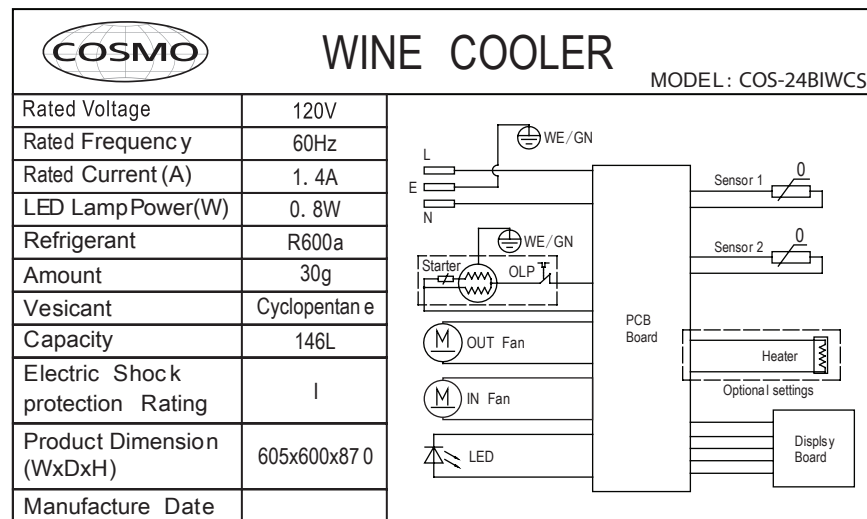 COSMO
WINE COOLER
MODEL: COS-24BIWCS
Rated Voltage 120V
Rated Frequency 60Hz
Rated Current (A) 1.4A
LED Lamp Power(W) 0.8W
Refrigerant R600a
Amount 30g
Vesicant Cyclopentane
Capacity 146L
Electric Shock
protection Rating I
Product Dimension
(WxDxH) 605x600x870
Manufacture Date
WE/GN
L
E
N
WE/GN
Starter
OLP
M OUT Fan
M IN Fan
LED
PCB
Board
Sensor 1
0
Sensor 2
0
Heater
Optional settings
Displsy
Board